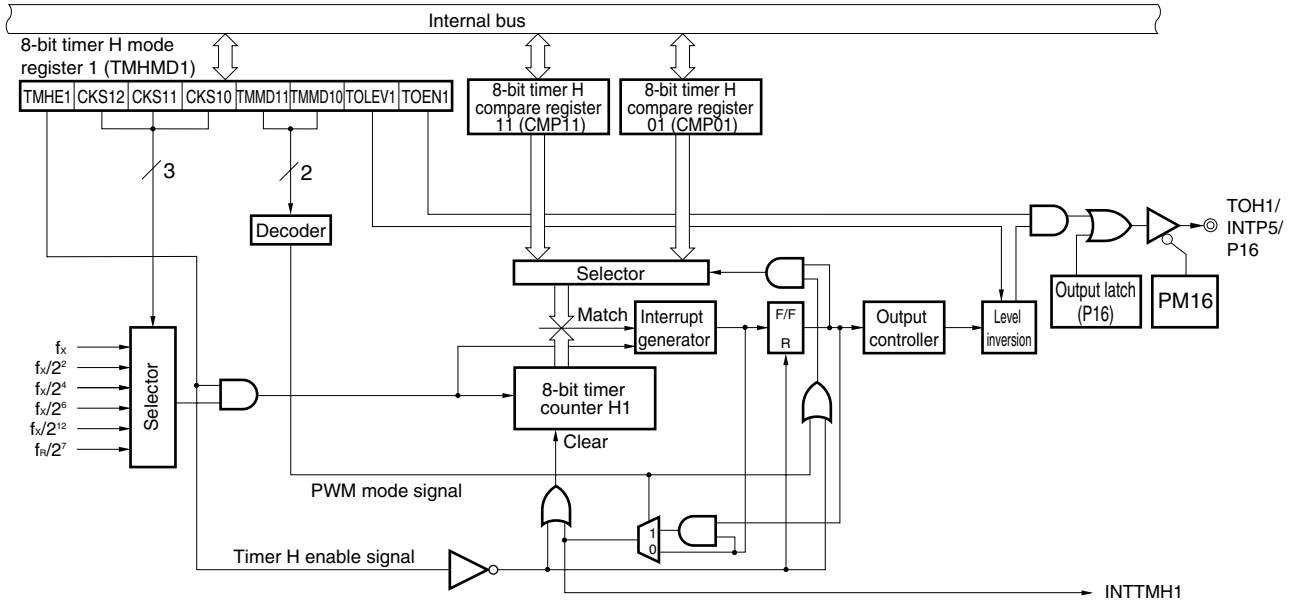 Internal bus
8-bit timer H mode
register 1 (TMHMD1)
TMHE1 CKS12 CKS11 CKS10 TMMD11 TMMD10 TOLEV1 TOEN1
8-bit timer H
compare register
11 (CMP11)
8-bit timer H
compare register
01 (CMP01)
3
2
Decoder
TOH1/
INTP5/
P16
Selector
Output latch
(P16)
PM16
Match
Interrupt
generator
F/F
R
Output
controller
Level
inversion
fX
fX/2²
fX/2⁴
fX/2⁶
fX/2¹²
fR/2⁷
Selector
8-bit timer
counter H1
Clear
PWM mode signal
1
0
Timer H enable signal
INTTMH1